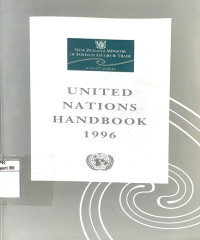 NEW ZEALAND MINISTRY
OF FOREIGN AFFAIRS & TRADE
UNITED
NATIONS
HANDBOOK
1996